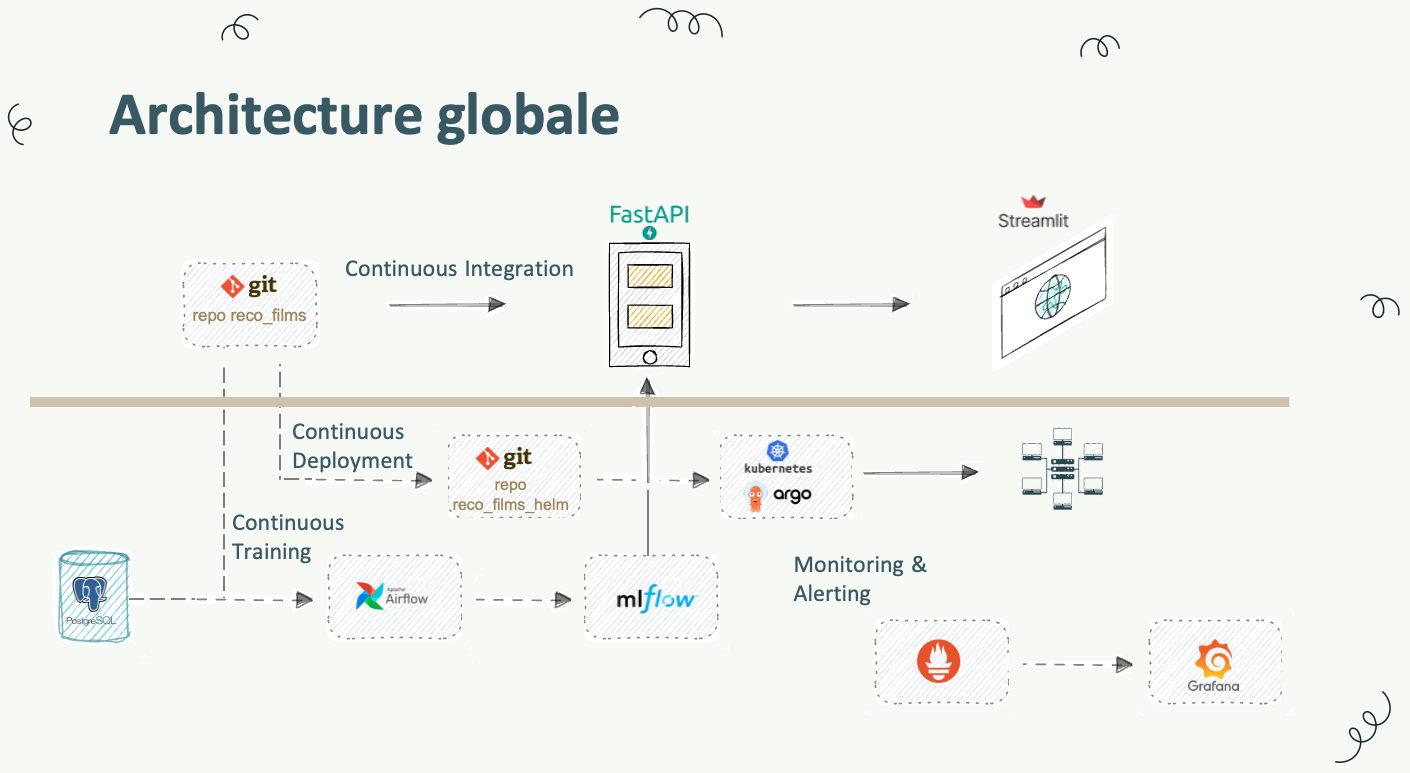 Architecture globale
FastAPI
Streamlit
git
repo reco_films
Continuous Integration
Continuous
Deployment
git
repo
reco_films_helm
kubernetes
argo
Continuous
Training
PostgreSQL
Apache
Airflow
mlflow
Monitoring &
Alerting
Grafana